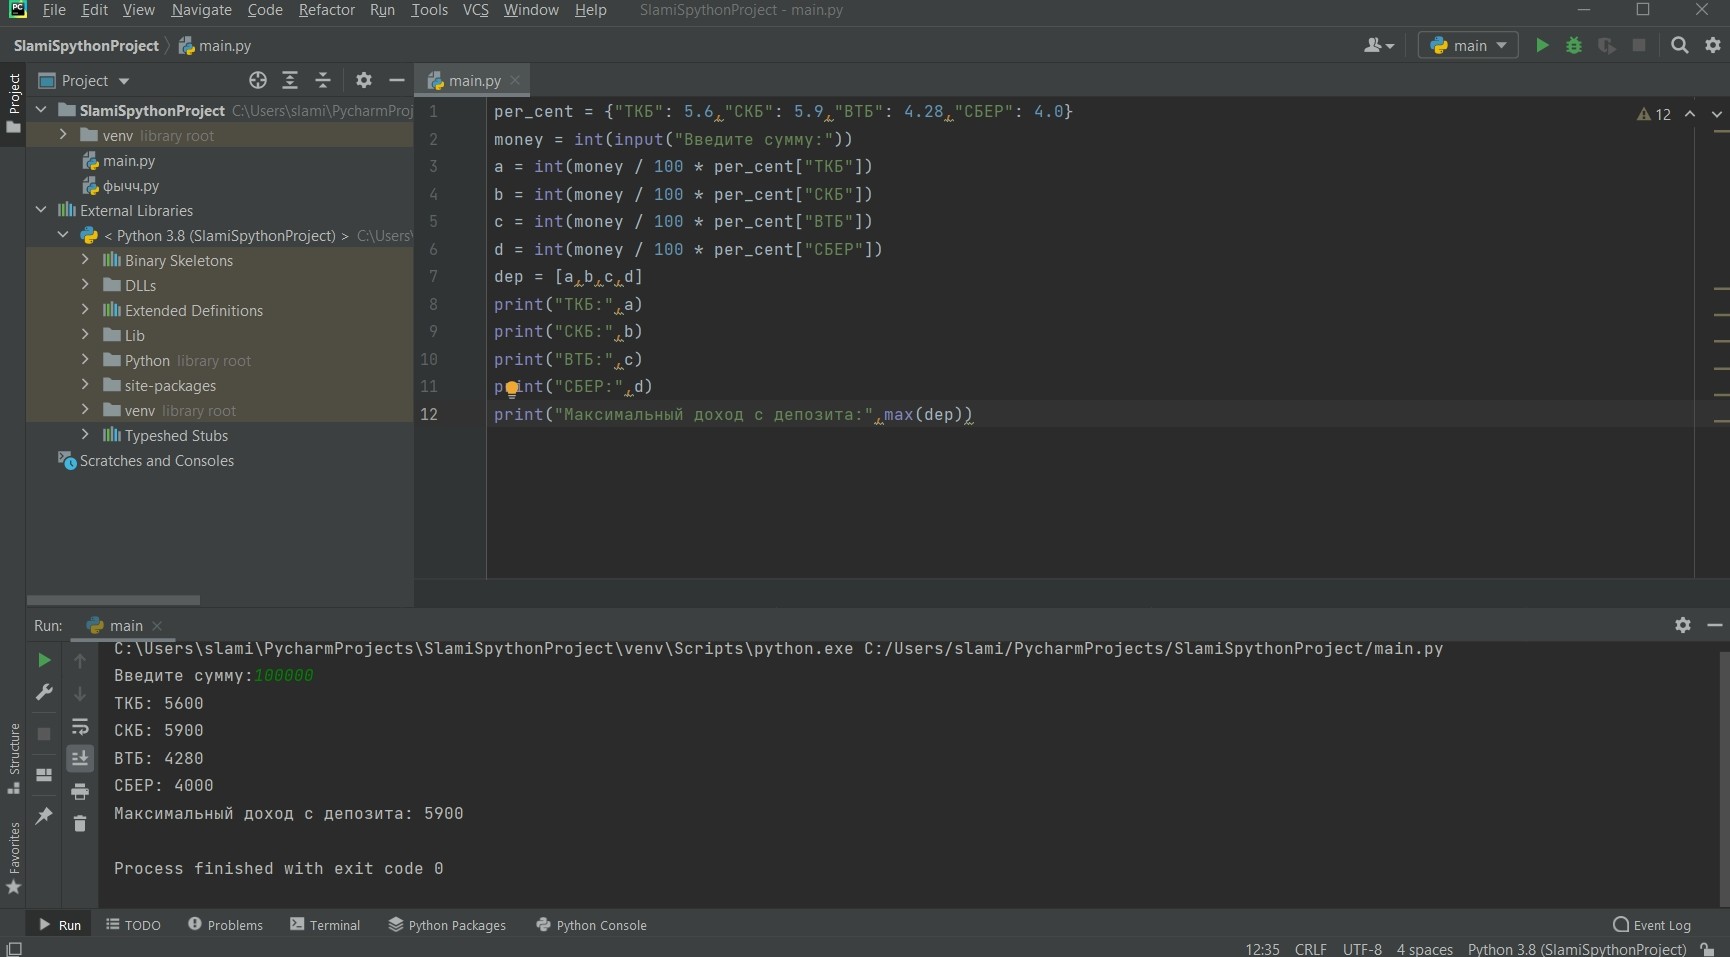 PC File Edit View Navigate Code Refactor Run Tools VCS Window Help SlamiSpythonProject - main.py
SlamiSpythonProject main.py
main
Project
Project
SlamiSpythonProject C:\Users\slami\PycharmProj
venv library root
main.py
фычч.py
External Libraries
< Python 3.8 (SlamiSpythonProject) > C:\Users\
Binary Skeletons
DLLs
Extended Definitions
Lib
Python library root
site-packages
venv library root
Typeshed Stubs
Scratches and Consoles
main.py
12
1 per_cent = {"ТКБ": 5.6,"СКБ": 5.9,"ВТБ": 4.28,"СБЕР": 4.0}
2 money = int(input("Введите сумму:"))
3 a = int(money / 100 * per_cent["ТКБ"])
4 b = int(money / 100 * per_cent["СКБ"])
5 c = int(money / 100 * per_cent["ВТБ"])
6 d = int(money / 100 * per_cent["СБЕР"])
7 dep = [a,b,c,d]
8 print("ТКБ:",a)
9 print("СКБ:",b)
10 print("ВТБ:",c)
11 print("СБЕР:",d)
12 print("Максимальный доход с депозита:",max(dep))
Run: main
C:\Users\slami\PycharmProjects\SlamiSpythonProject\venv\Scripts\python.exe C:/Users/slami/PycharmProjects/SlamiSpythonProject/main.py
Введите сумму:100000
ТКБ: 5600
СКБ: 5900
ВТБ: 4280
СБЕР: 4000
Максимальный доход с депозита: 5900
Process finished with exit code 0
Structure
Favorites
Run TODO Problems Terminal Python Packages Python Console Event Log
12:35 CRLF UTF-8 4 spaces Python 3.8 (SlamiSpythonProject)